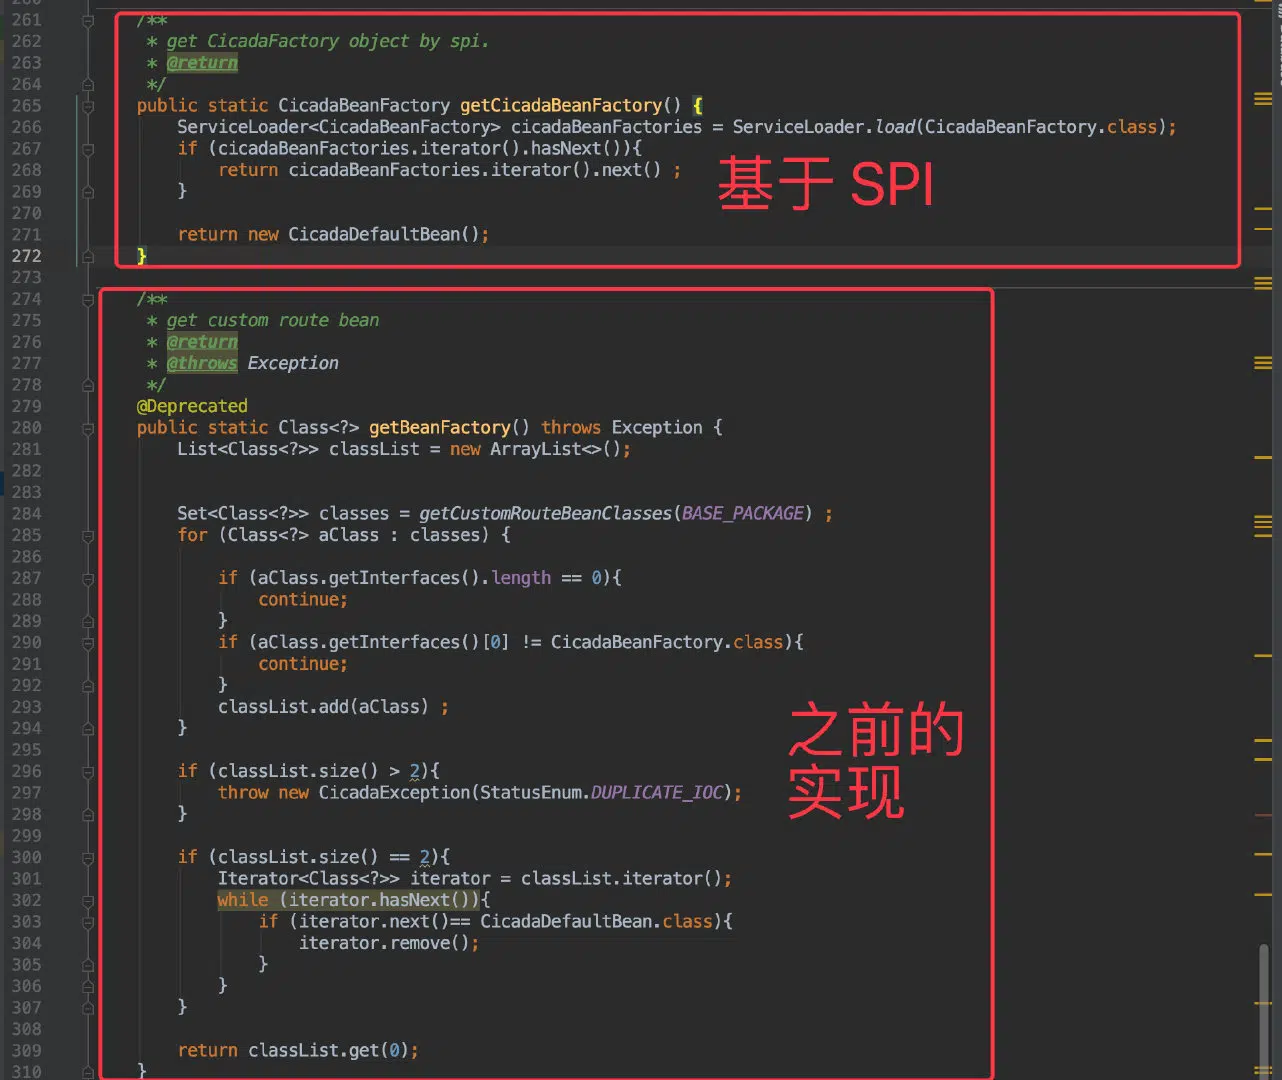 260
261 /**
262 * get CicadaFactory object by spi.
263 * @return
264 */
265 public static CicadaBeanFactory getCicadaBeanFactory() {
266 ServiceLoader<CicadaBeanFactory> cicadaBeanFactories = ServiceLoader.load(CicadaBeanFactory.class);
267 if (cicadaBeanFactories.iterator().hasNext()){
268 return cicadaBeanFactories.iterator().next() ;
269 }
基于 SPI
270
271 return new CicadaDefaultBean();
272 }
273
274 /**
275 * get custom route bean
276 * @return
277 * @throws Exception
278 */
279 @Deprecated
280 public static Class<?> getBeanFactory() throws Exception {
281 List<Class<?>> classList = new ArrayList<>();
282
283
284 Set<Class<?>> classes = getCustomRouteBeanClasses(BASE_PACKAGE) ;
285 for (Class<?> aClass : classes) {
286
287 if (aClass.getInterfaces().length == 0){
288 continue;
289 }
290 if (aClass.getInterfaces()[0] != CicadaBeanFactory.class){
291 continue;
292 }
293 classList.add(aClass) ;
294 }
之前的
实现
295
296 if (classList.size() > 2){
297 throw new CicadaException(StatusEnum.DUPLICATE_IOC);
298 }
299
300 if (classList.size() == 2){
301 Iterator<Class<?>> iterator = classList.iterator();
302 while (iterator.hasNext()){
303 if (iterator.next()== CicadaDefaultBean.class){
304 iterator.remove();
305 }
306 }
307 }
308
309 return classList.get(0);
310 }